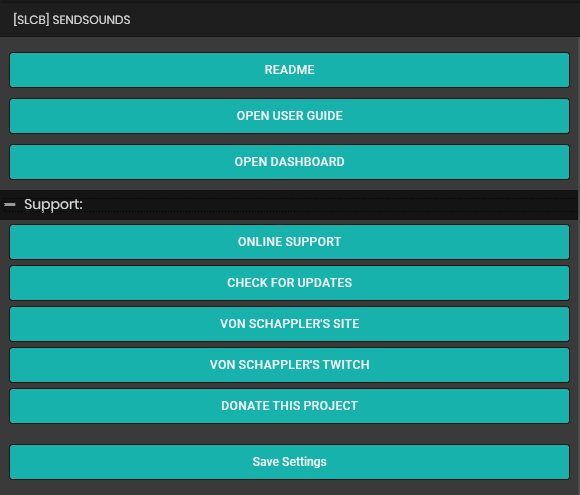 [SLCB] SENDSOUNDS
README
OPEN USER GUIDE
OPEN DASHBOARD
Support:
ONLINE SUPPORT
CHECK FOR UPDATES
VON SCHAPPLER'S SITE
VON SCHAPPLER'S TWITCH
DONATE THIS PROJECT
Save Settings